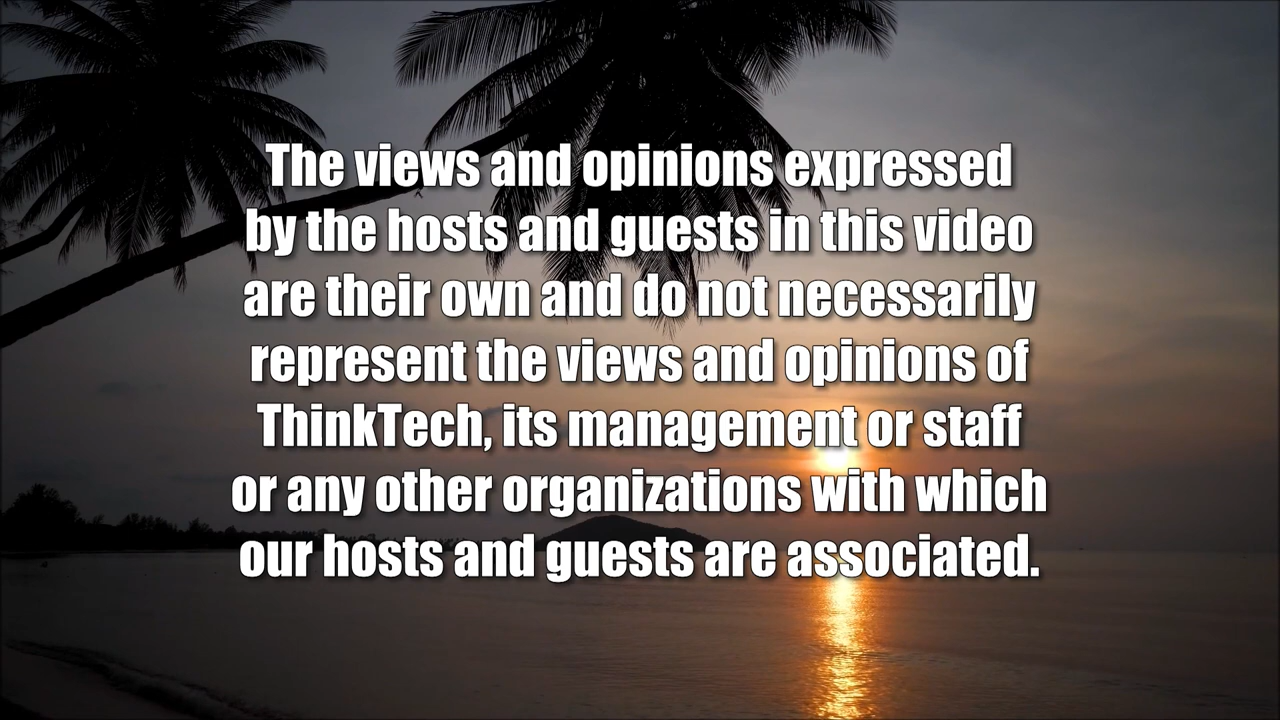 The views and opinions expressed
by the hosts and guests in this video
are their own and do not necessarily
represent the views and opinions of
ThinkTech, its management or staff
or any other organizations with which
our hosts and guests are associated.